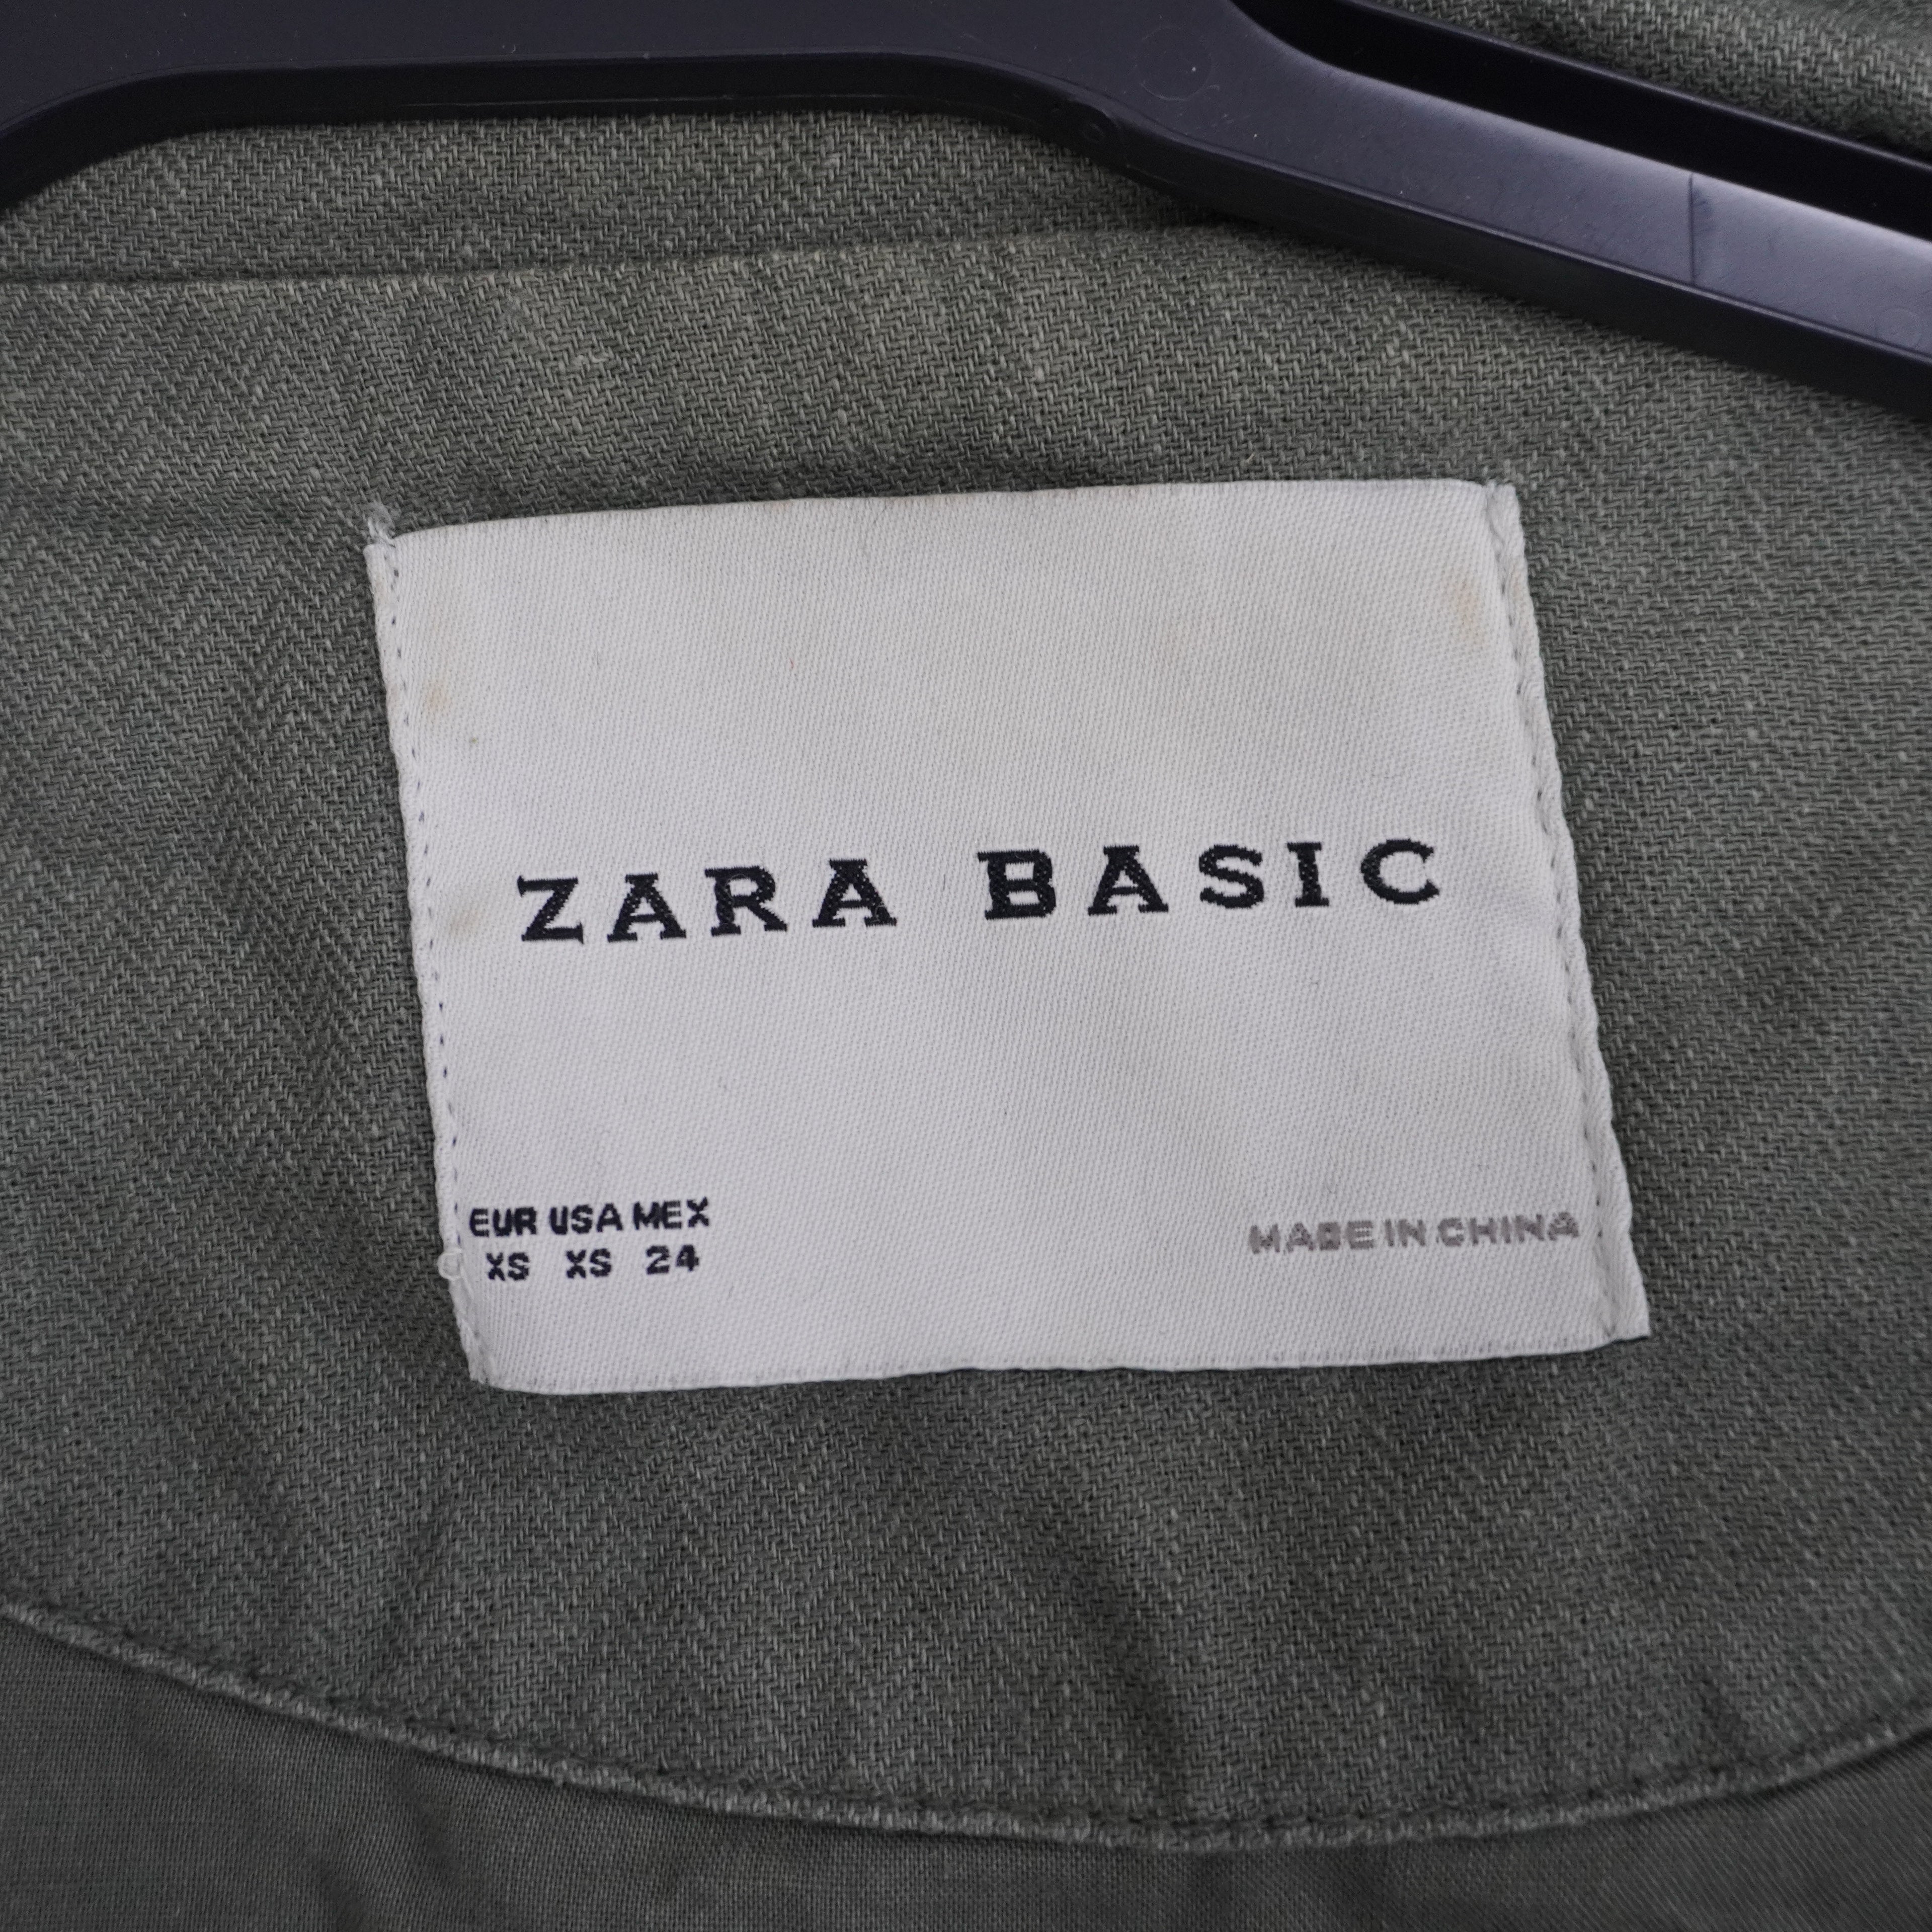 ZARA BASIC
EUR USA MEX
XS XS 24
MADE IN CHINA